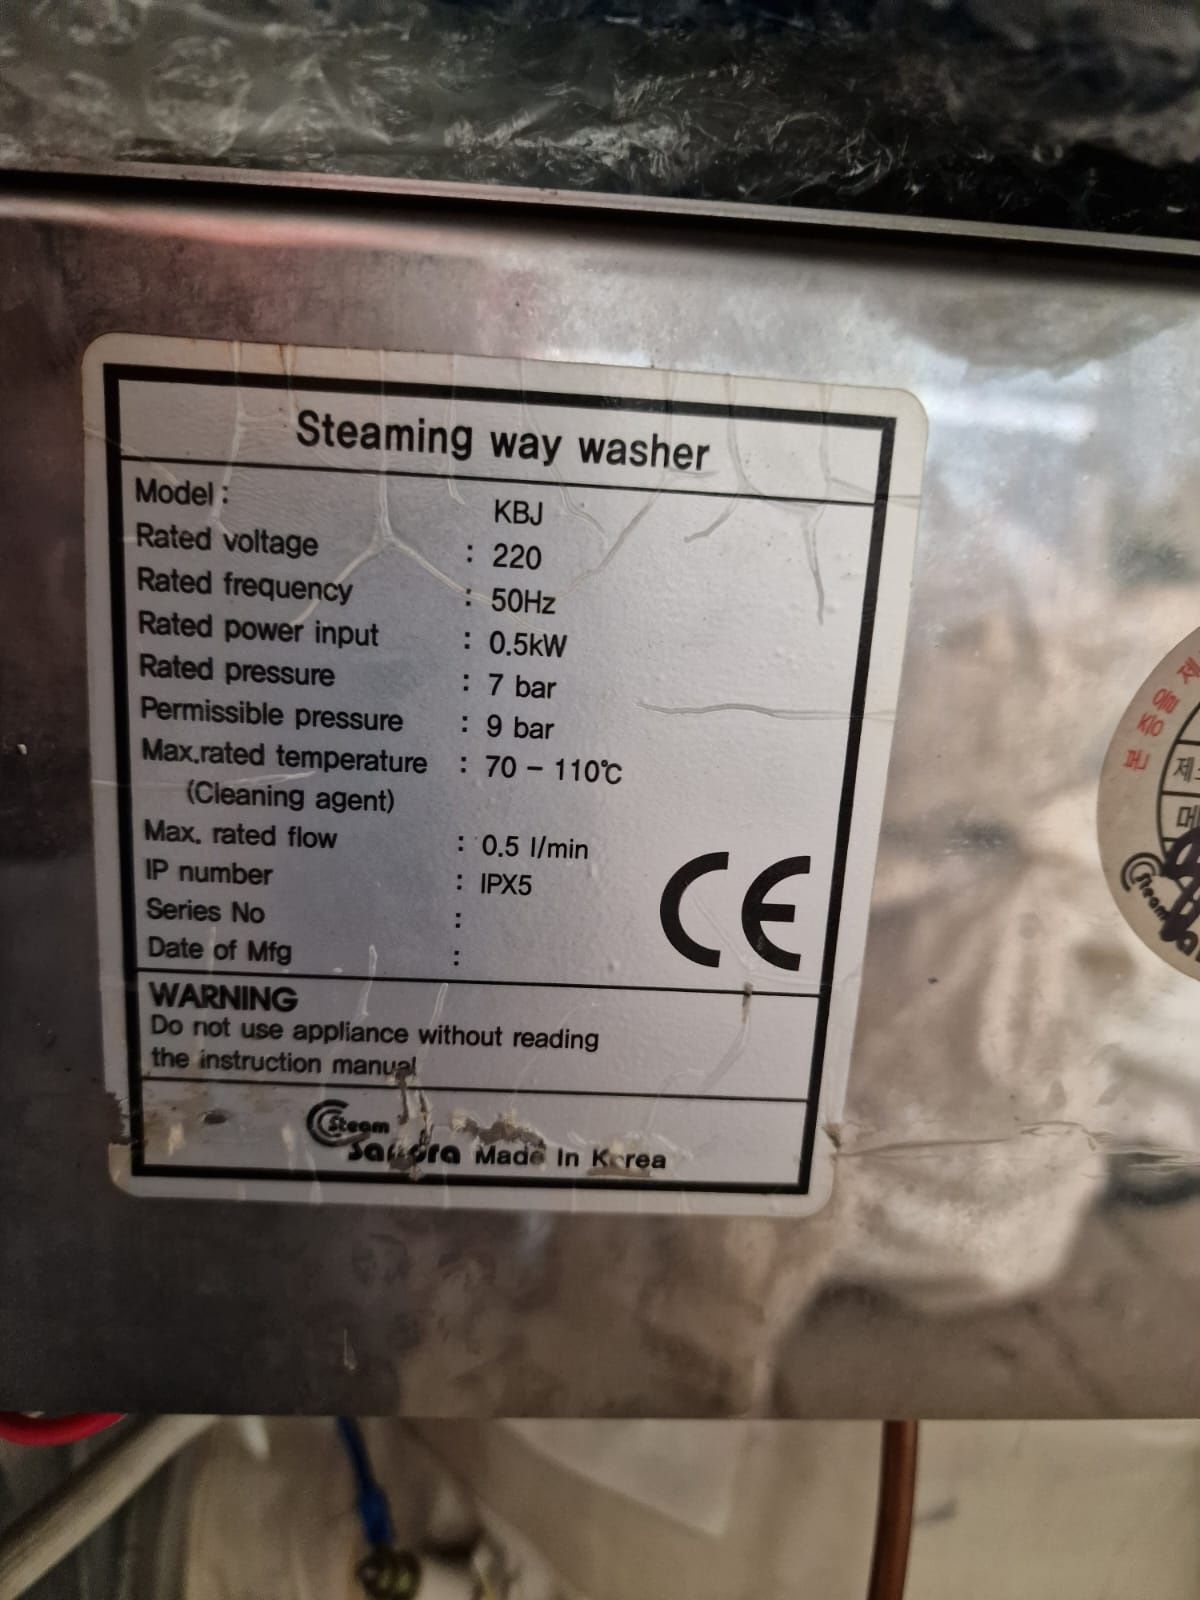 Steaming way washer
Model : KBJ
Rated voltage : 220
Rated frequency : 50Hz
Rated power input : 0.5kW
Rated pressure : 7 bar
Permissible pressure : 9 bar
Max.rated temperature : 70 - 110℃
(Cleaning agent)
Max. rated flow : 0.5 l/min
IP number : IPX5
Series No :
Date of Mfg :
CE
WARNING
Do not use appliance without reading
the instruction manual
Steam
Sandra Made In Korea
Steam